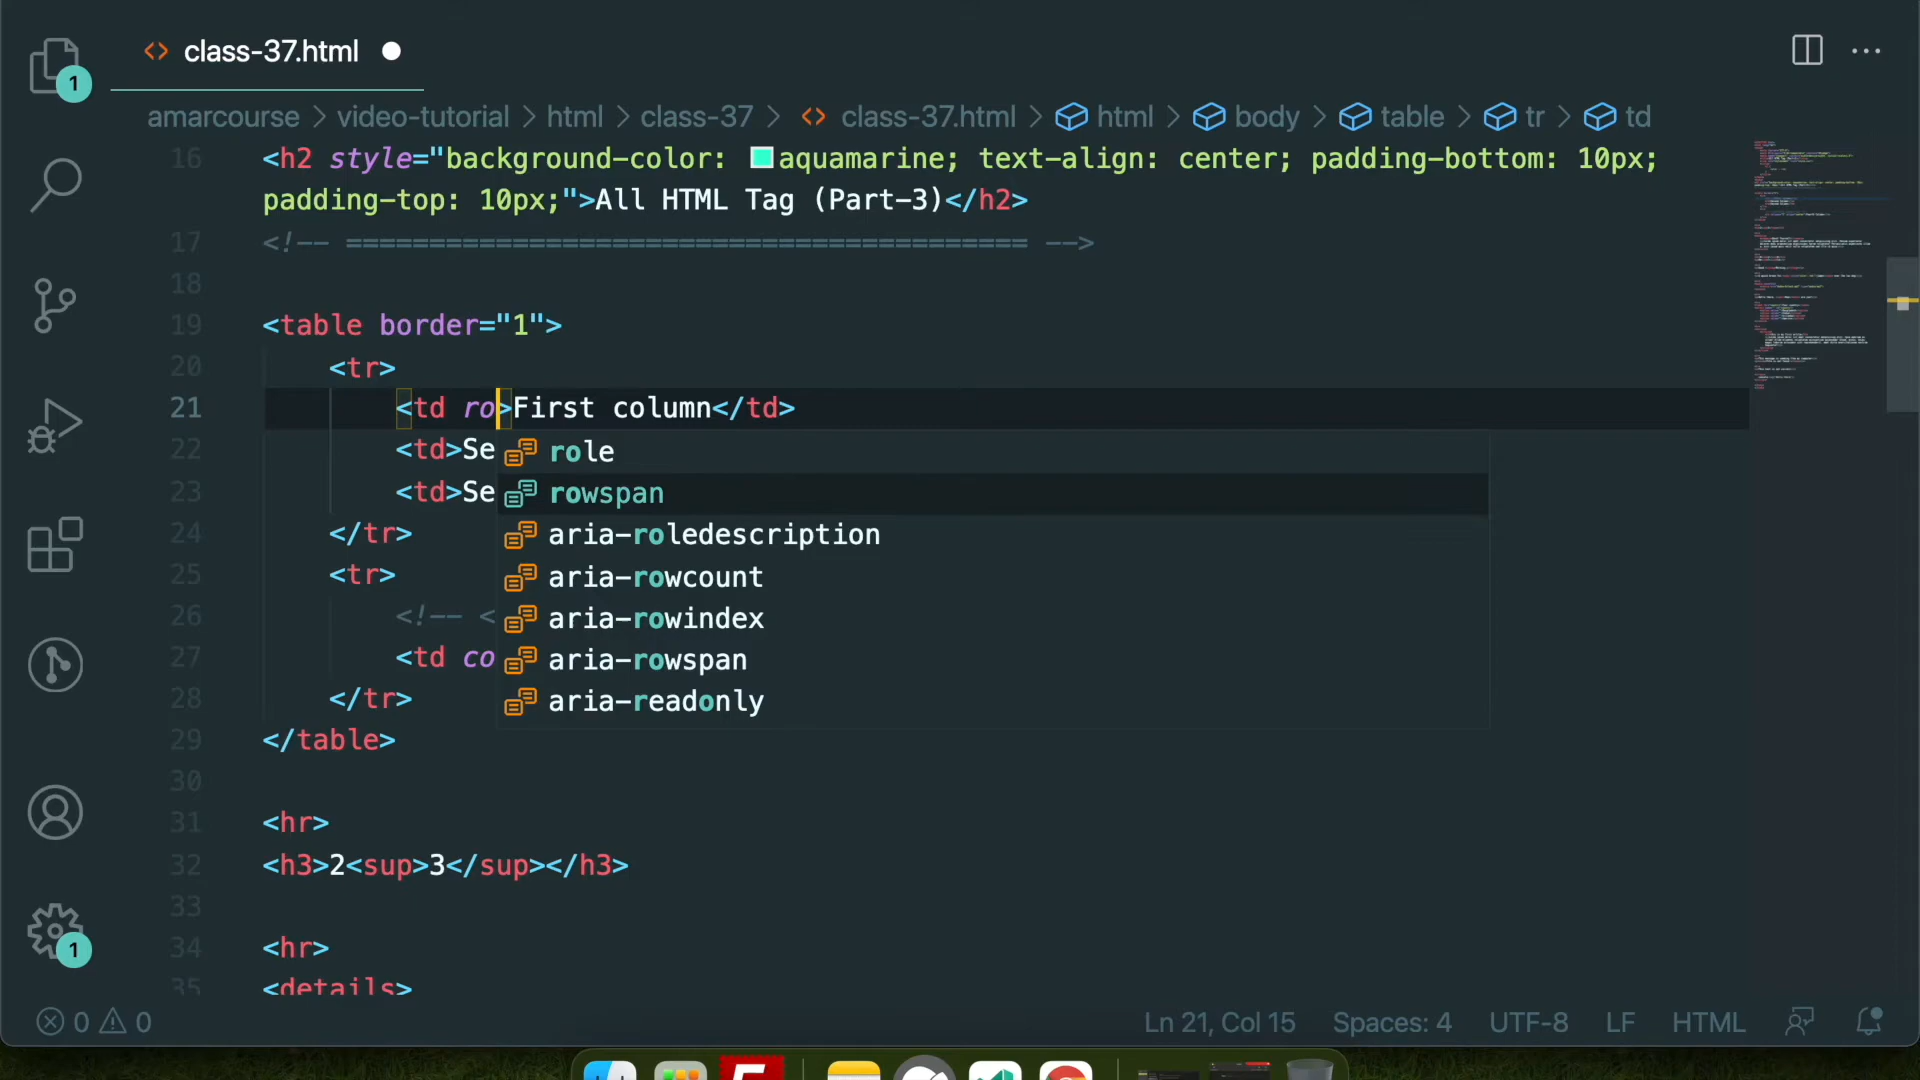 1
class-37.html
amarcourse > video-tutorial > html > class-37 > class-37.html > html > body > table > tr > td
16 <h2 style="background-color: aquamarine; text-align: center; padding-bottom: 10px;
padding-top: 10px;">All HTML Tag (Part-3)</h2>
17 <!-- ========================================= -->
18
19 <table border="1">
20 <tr>
21 <td ro>First column</td>
22 <td>Se
role
rowspan
23 <td>Se
aria-roledescription
24 </tr>
25 <tr>
aria-rowcount
26 <!-- <
aria-rowindex
27 <td co
aria-rowspan
28 </tr>
aria-readonly
29 </table>
30
31 <hr>
32 <h3>2<sup>3</sup></h3>
33
34 <hr>
35 <details>
1
0 0
Ln 21, Col 15 Spaces: 4 UTF-8 LF HTML